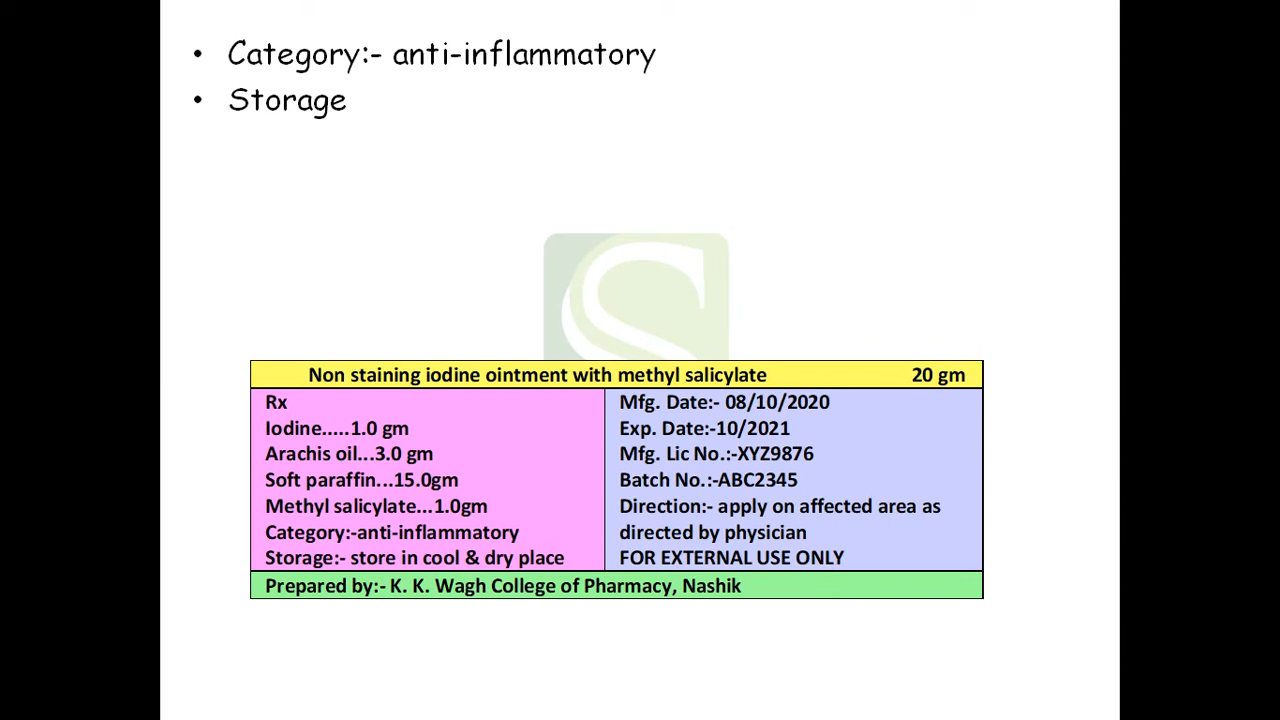 • Category:- anti-inflammatory
• Storage
Non staining iodine ointment with methyl salicylate 20 gm
Rx
Iodine.....1.0 gm
Arachis oil...3.0 gm
Soft paraffin...15.0gm
Methyl salicylate...1.0gm
Category:-anti-inflammatory
Storage:- store in cool & dry place
Mfg. Date:- 08/10/2020
Exp. Date:-10/2021
Mfg. Lic No.:-XYZ9876
Batch No.:-ABC2345
Direction:- apply on affected area as
directed by physician
FOR EXTERNAL USE ONLY
Prepared by:- K. K. Wagh College of Pharmacy, Nashik